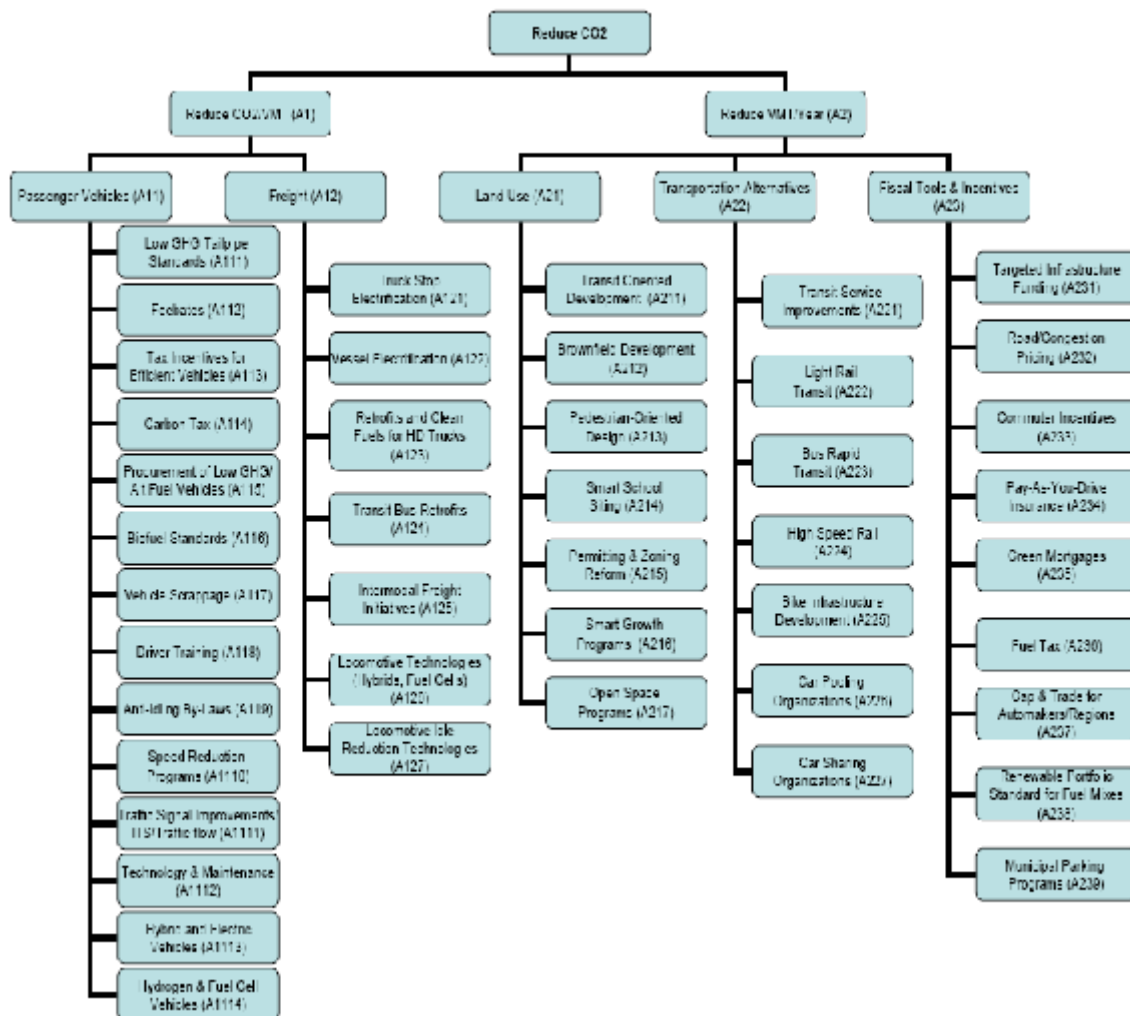 Reduce CO2
Reduce CO2/VMT (A1)
Reduce VMT/Year (A2)
Passenger Vehicles (A11)
Freight (A12)
Land Use (A21)
Transportation Alternatives
(A22)
Fiscal Tools & Incentives
(A23)
Low GHG Tailpipe
Standards (A111)
Feebates (A112)
Tax Incentives for
Efficient Vehicles (A113)
Carbon Tax (A114)
Procurement of Low GHG/
Alt Fuel Vehicles (A115)
Biofuel Standards (A116)
Vehicle Scrappage (A117)
Driver Training (A118)
Anti-Idling By-Laws (A119)
Speed Reduction
Programs (A1110)
Traffic Signal Improvements/
ITS/Traffic flow (A1111)
Technology & Maintenance
(A1112)
Hybrid and Electric
Vehicles (A1113)
Hydrogen & Fuel Cell
Vehicles (A1114)
Truck Stop
Electrification (A121)
Vessel Electrification (A122)
Retrofits and Clean
Fuels for HD Trucks
(A123)
Transit Bus Retrofits
(A124)
Intermodal Freight
Initiatives (A125)
Locomotive Technologies
(Hybrids, Fuel Cells)
(A126)
Locomotive Idle
Reduction Technologies
(A127)
Transit Oriented
Development (A211)
Brownfield Development
(A212)
Pedestrian-Oriented
Design (A213)
Smart School
Siting (A214)
Permitting & Zoning
Reform (A215)
Smart Growth
Programs (A216)
Open Space
Programs (A217)
Transit Service
Improvements (A221)
Light Rail
Transit (A222)
Bus Rapid
Transit (A223)
High Speed Rail
(A224)
Bike Infrastructure
Development (A225)
Car Pooling
Organizations (A226)
Car Sharing
Organizations (A227)
Targeted Infrastructure
Funding (A231)
Road/Congestion
Pricing (A232)
Commuter Incentives
(A233)
Pay-As-You-Drive
Insurance (A234)
Green Mortgages
(A235)
Fuel Tax (A236)
Cap & Trade for
Automakers/Regions
(A237)
Renewable Portfolio
Standard for Fuel Mixes
(A238)
Municipal Parking
Programs (A239)